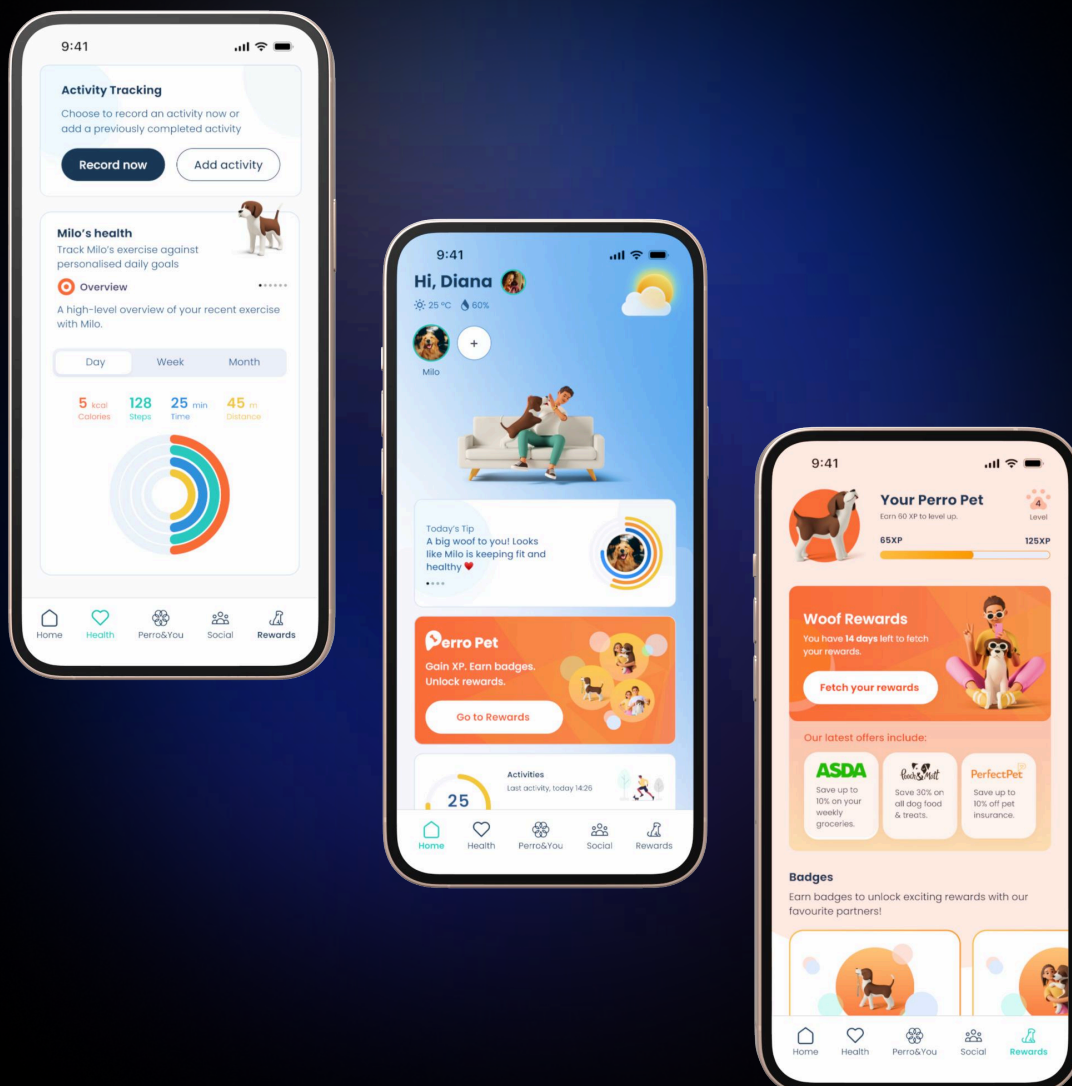 9:41
Activity Tracking
Choose to record an activity now or
add a previously completed activity
Record now
Add activity
Milo's health
Track Milo's exercise against
personalised daily goals
Overview
A high-level overview of your recent exercise
with Milo.
Day Week Month
5 kcal 128 25 min 45 m
Calories Steps Time Distance
Home Health Perro&You Social Rewards
9:41
Hi, Diana
25 °C 60%
+
Milo
Today's Tip
A big woof to you! Looks
like Milo is keeping fit and
healthy ❤️
Perro Pet
Gain XP. Earn badges.
Unlock rewards.
Go to Rewards
25
Activities
Last activity, today 14:26
Home Health Perro&You Social Rewards
9:41
Your Perro Pet
Earn 60 XP to level up.
4
Level
65XP 125XP
Woof Rewards
You have 14 days left to fetch
your rewards.
Fetch your rewards
Our latest offers include:
ASDA
Save up to
10% on your
weekly
groceries.
Pooch & Mutt
Save 30% on
all dog food
& treats.
PerfectPet
Save up to
10% off pet
insurance.
Badges
Earn badges to unlock exciting rewards with our
favourite partners!
Home Health Perro&You Social Rewards